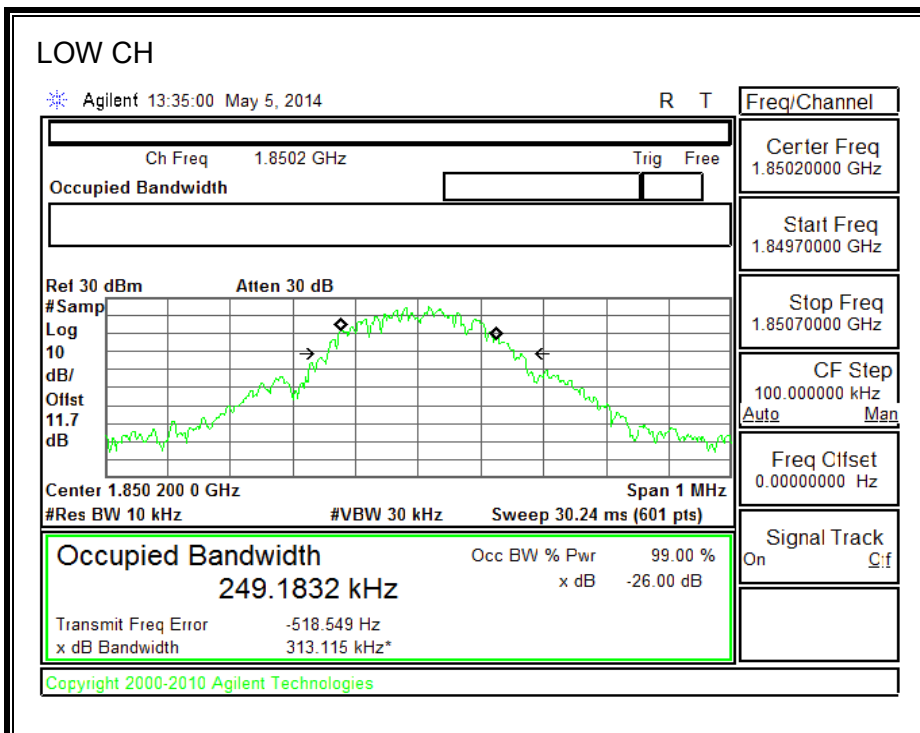 LOW CH
Agilent 13:35:00 May 5, 2014 R T
Freq/Channel
Ch Freq 1.8502 GHz Trig Free
Occupied Bandwidth
Center Freq
1.85020000 GHz
Start Freq
1.84970000 GHz
Stop Freq
1.85070000 GHz
CF Step
100.000000 kHz
Auto Man
Freq Offset
0.00000000 Hz
Signal Track
On Off
Ref 30 dBm Atten 30 dB
#Samp
Log
10
dB/
Offst
11.7
dB
Center 1.850 200 0 GHz Span 1 MHz
#Res BW 10 kHz #VBW 30 kHz Sweep 30.24 ms (601 pts)
Occupied Bandwidth Occ BW % Pwr 99.00 %
249.1832 kHz x dB -26.00 dB
Transmit Freq Error -518.549 Hz
x dB Bandwidth 313.115 kHz*
Copyright 2000-2010 Agilent Technologies